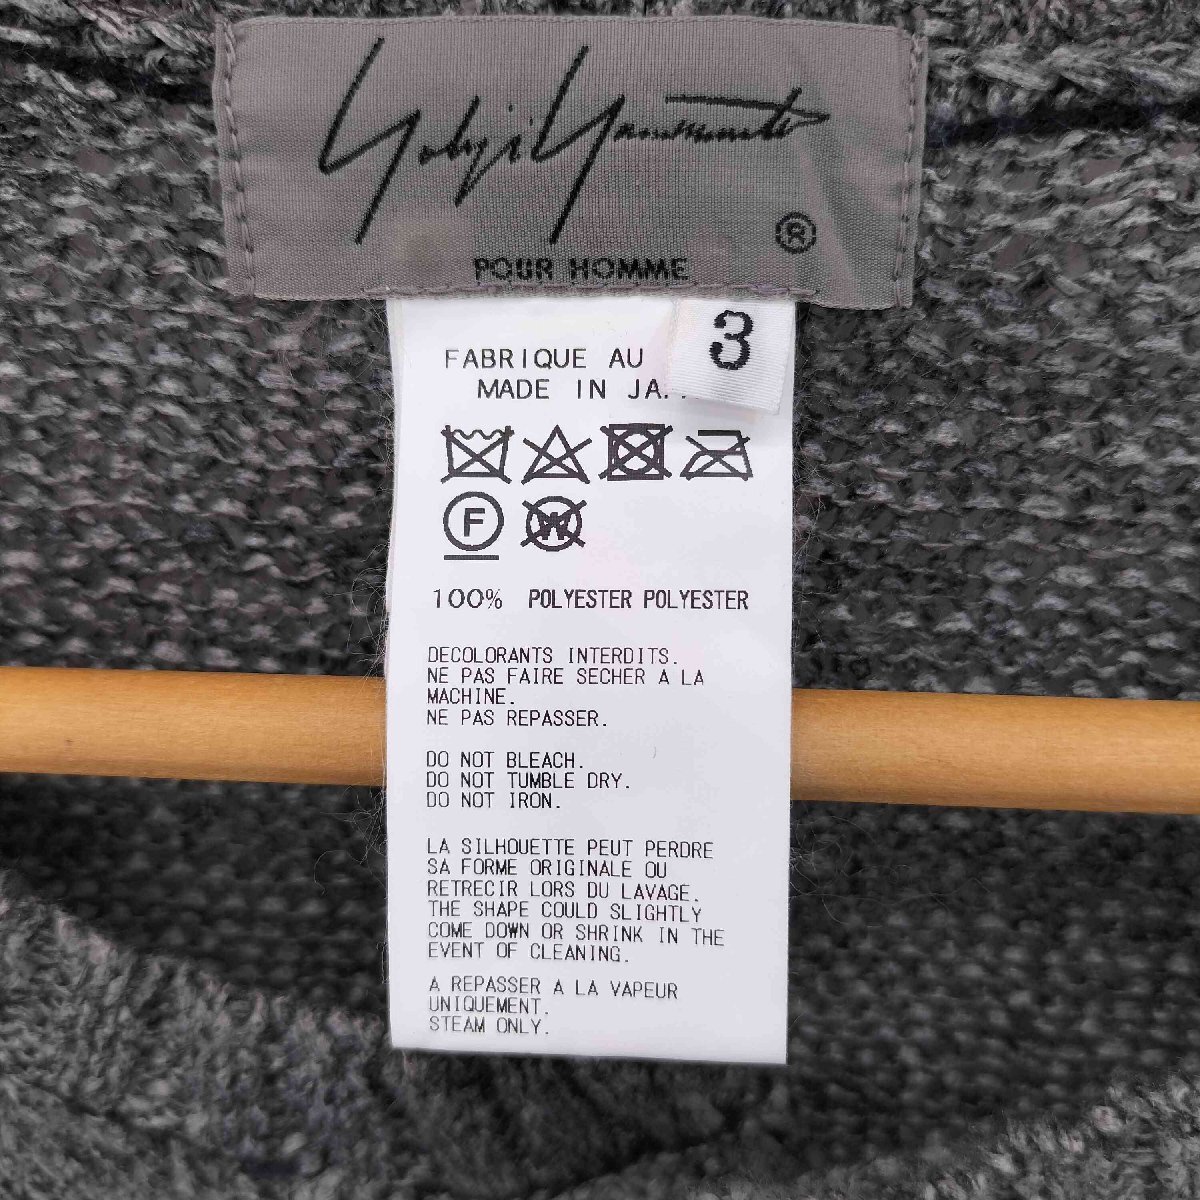 Yohji Yamamoto
®
POUR HOMME
3
FABRIQUE AU
MADE IN
F
W
100% POLYESTER POLYESTER
DECOLORANTS INTERDITS.
NE PAS FAIRE SECHER A LA
MACHINE.
NE PAS REPASSER.
DO NOT BLEACH.
DO NOT TUMBLE DRY.
DO NOT IRON.
LA SILHOUETTE PEUT PERDRE
SA FORME ORIGINALE OU
RETRECIR LORS DU LAVAGE.
THE SHAPE COULD SLIGHTLY
COME DOWN OR SHRINK IN THE
EVENT OF CLEANING.
A REPASSER A LA VAPEUR
UNIQUEMENT.
STEAM ONLY.